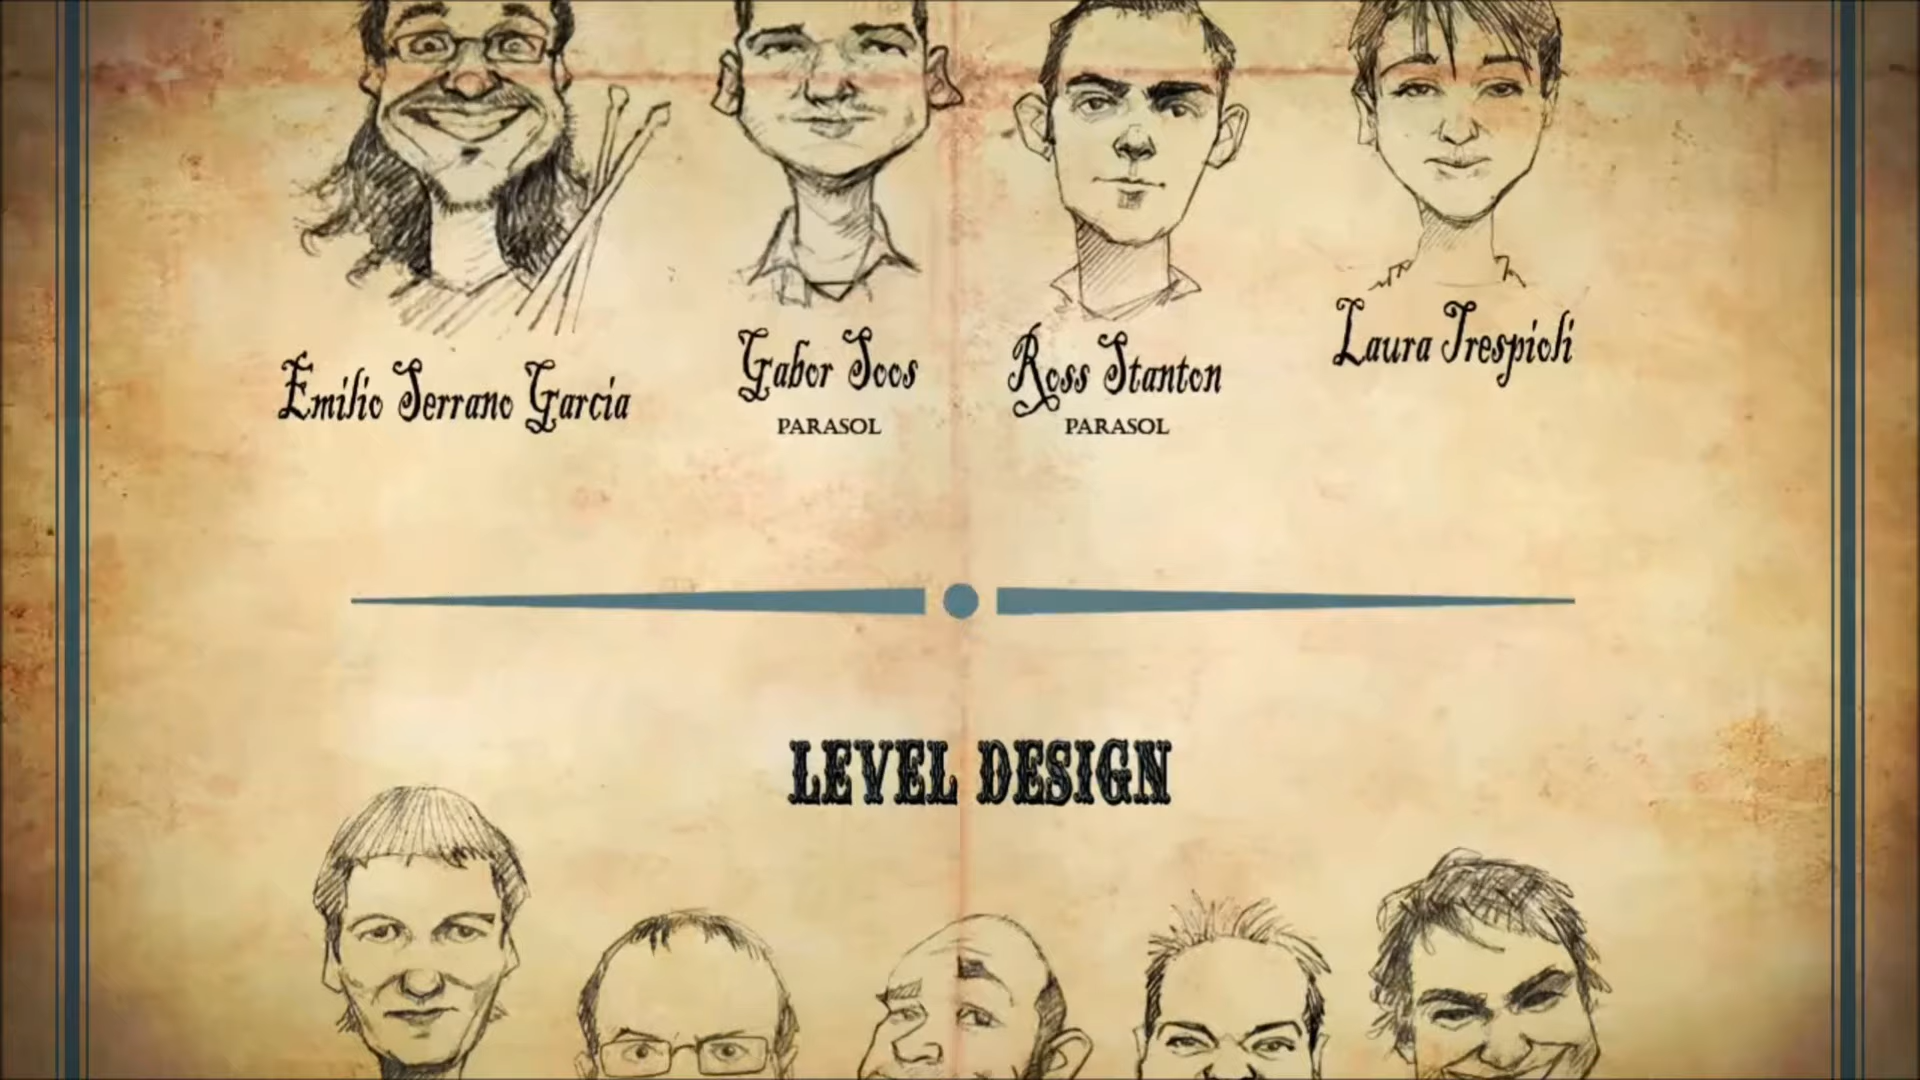 Emilio Serrano Garcia
Gabor Soos
PARASOL
Ross Stanton
PARASOL
Laura Trespioli
LEVEL DESIGN